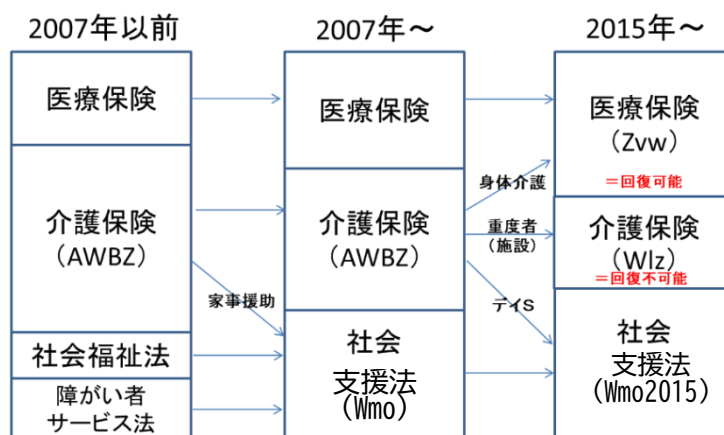 2007年以前
医療保険
介護保険
（AWBZ）
社会福祉法
障がい者
サービス法
家事援助
2007年～
医療保険
介護保険
（AWBZ）
社会
支援法
(Wmo)
身体介護
重度者
（施設）
デイS
2015年～
医療保険
（Zvw）
＝回復可能
介護保険
（Wlz）
＝回復不可能
社会
支援法
(Wmo2015)